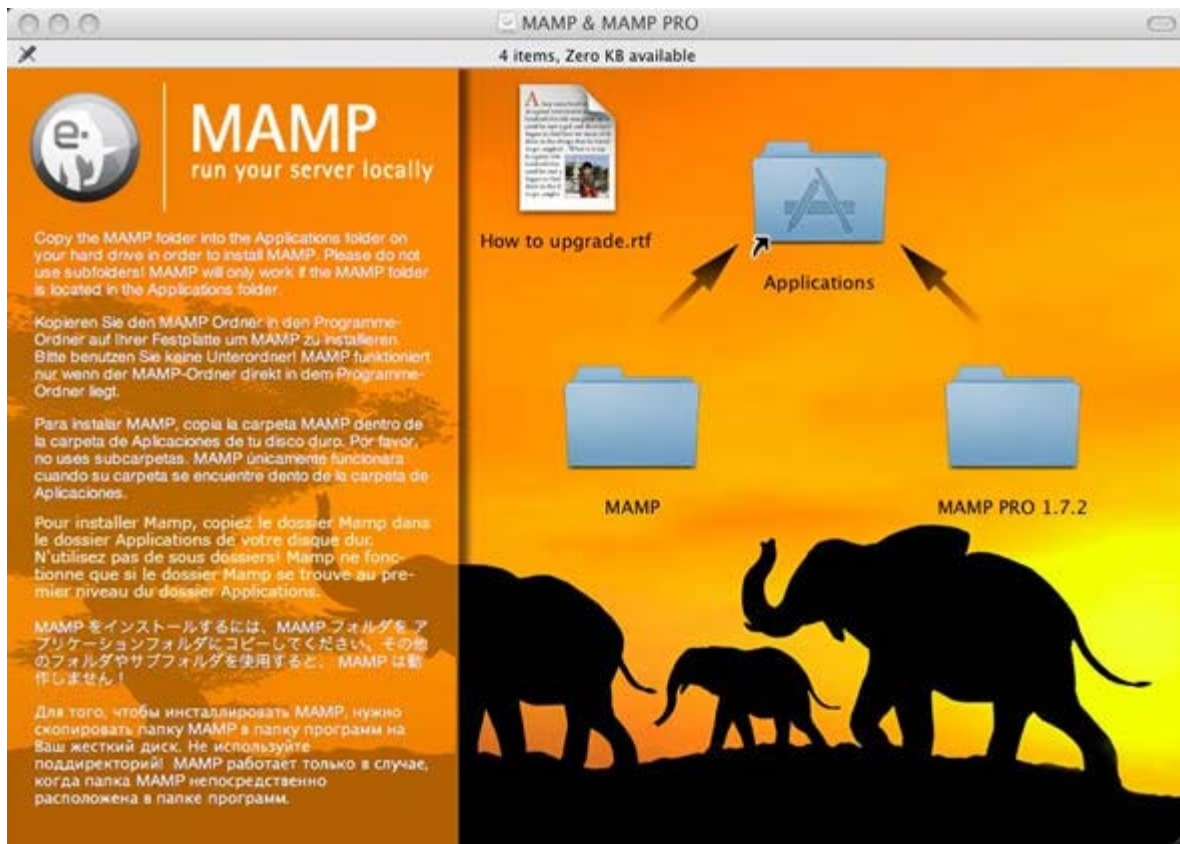 MAMP & MAMP PRO
4 items, Zero KB available
e.
MAMP
run your server locally
Copy the MAMP folder into the Applications folder on
your hard drive in order to install MAMP. Please do not
use subfolders! MAMP will only work if the MAMP folder
is located in the Applications folder.
Kopieren Sie den MAMP Ordner in den Programme-
Ordner auf Ihrer Festplatte um MAMP zu installieren
Bitte benutzen Sie keine Unterordner! MAMP funktioniert
nur wenn der MAMP-Ordner direkt in dem Programme-
Ordner liegt.
Para instalar MAMP, copia la carpeta MAMP dentro de
la carpeta de Aplicaciones de tu disco duro. Por favor,
no uses subcarpetas. MAMP únicamente funcionara
cuando su carpeta se encuentre dento de la carpeta de
Aplicaciones.
Pour installer Mamp, copiez le dossier Mamp dans
le dossier Applications de votre disque dur.
N'utilisez pas de sous dossiers! Mamp ne fonc-
tionne que si le dossier Mamp se trouve au pre-
mier niveau du dossier Applications.
MAMP をインストールするには、MAMP フォルダを ア
プリケーションフォルダにコピーしてください、その他
のフォルダやサブフォルダを使用すると、 MAMP は動
作しません！
Для того, чтобы инсталлировать MAMP, нужно
скопировать папку MAMP в папку программ на
Ваш жесткий диск. Не используйте
поддиректорий! MAMP работает только в случае,
когда папка MAMP непосредственно
расположена в папке программ.
How to upgrade.rtf
Applications
MAMP
MAMP PRO 1.7.2